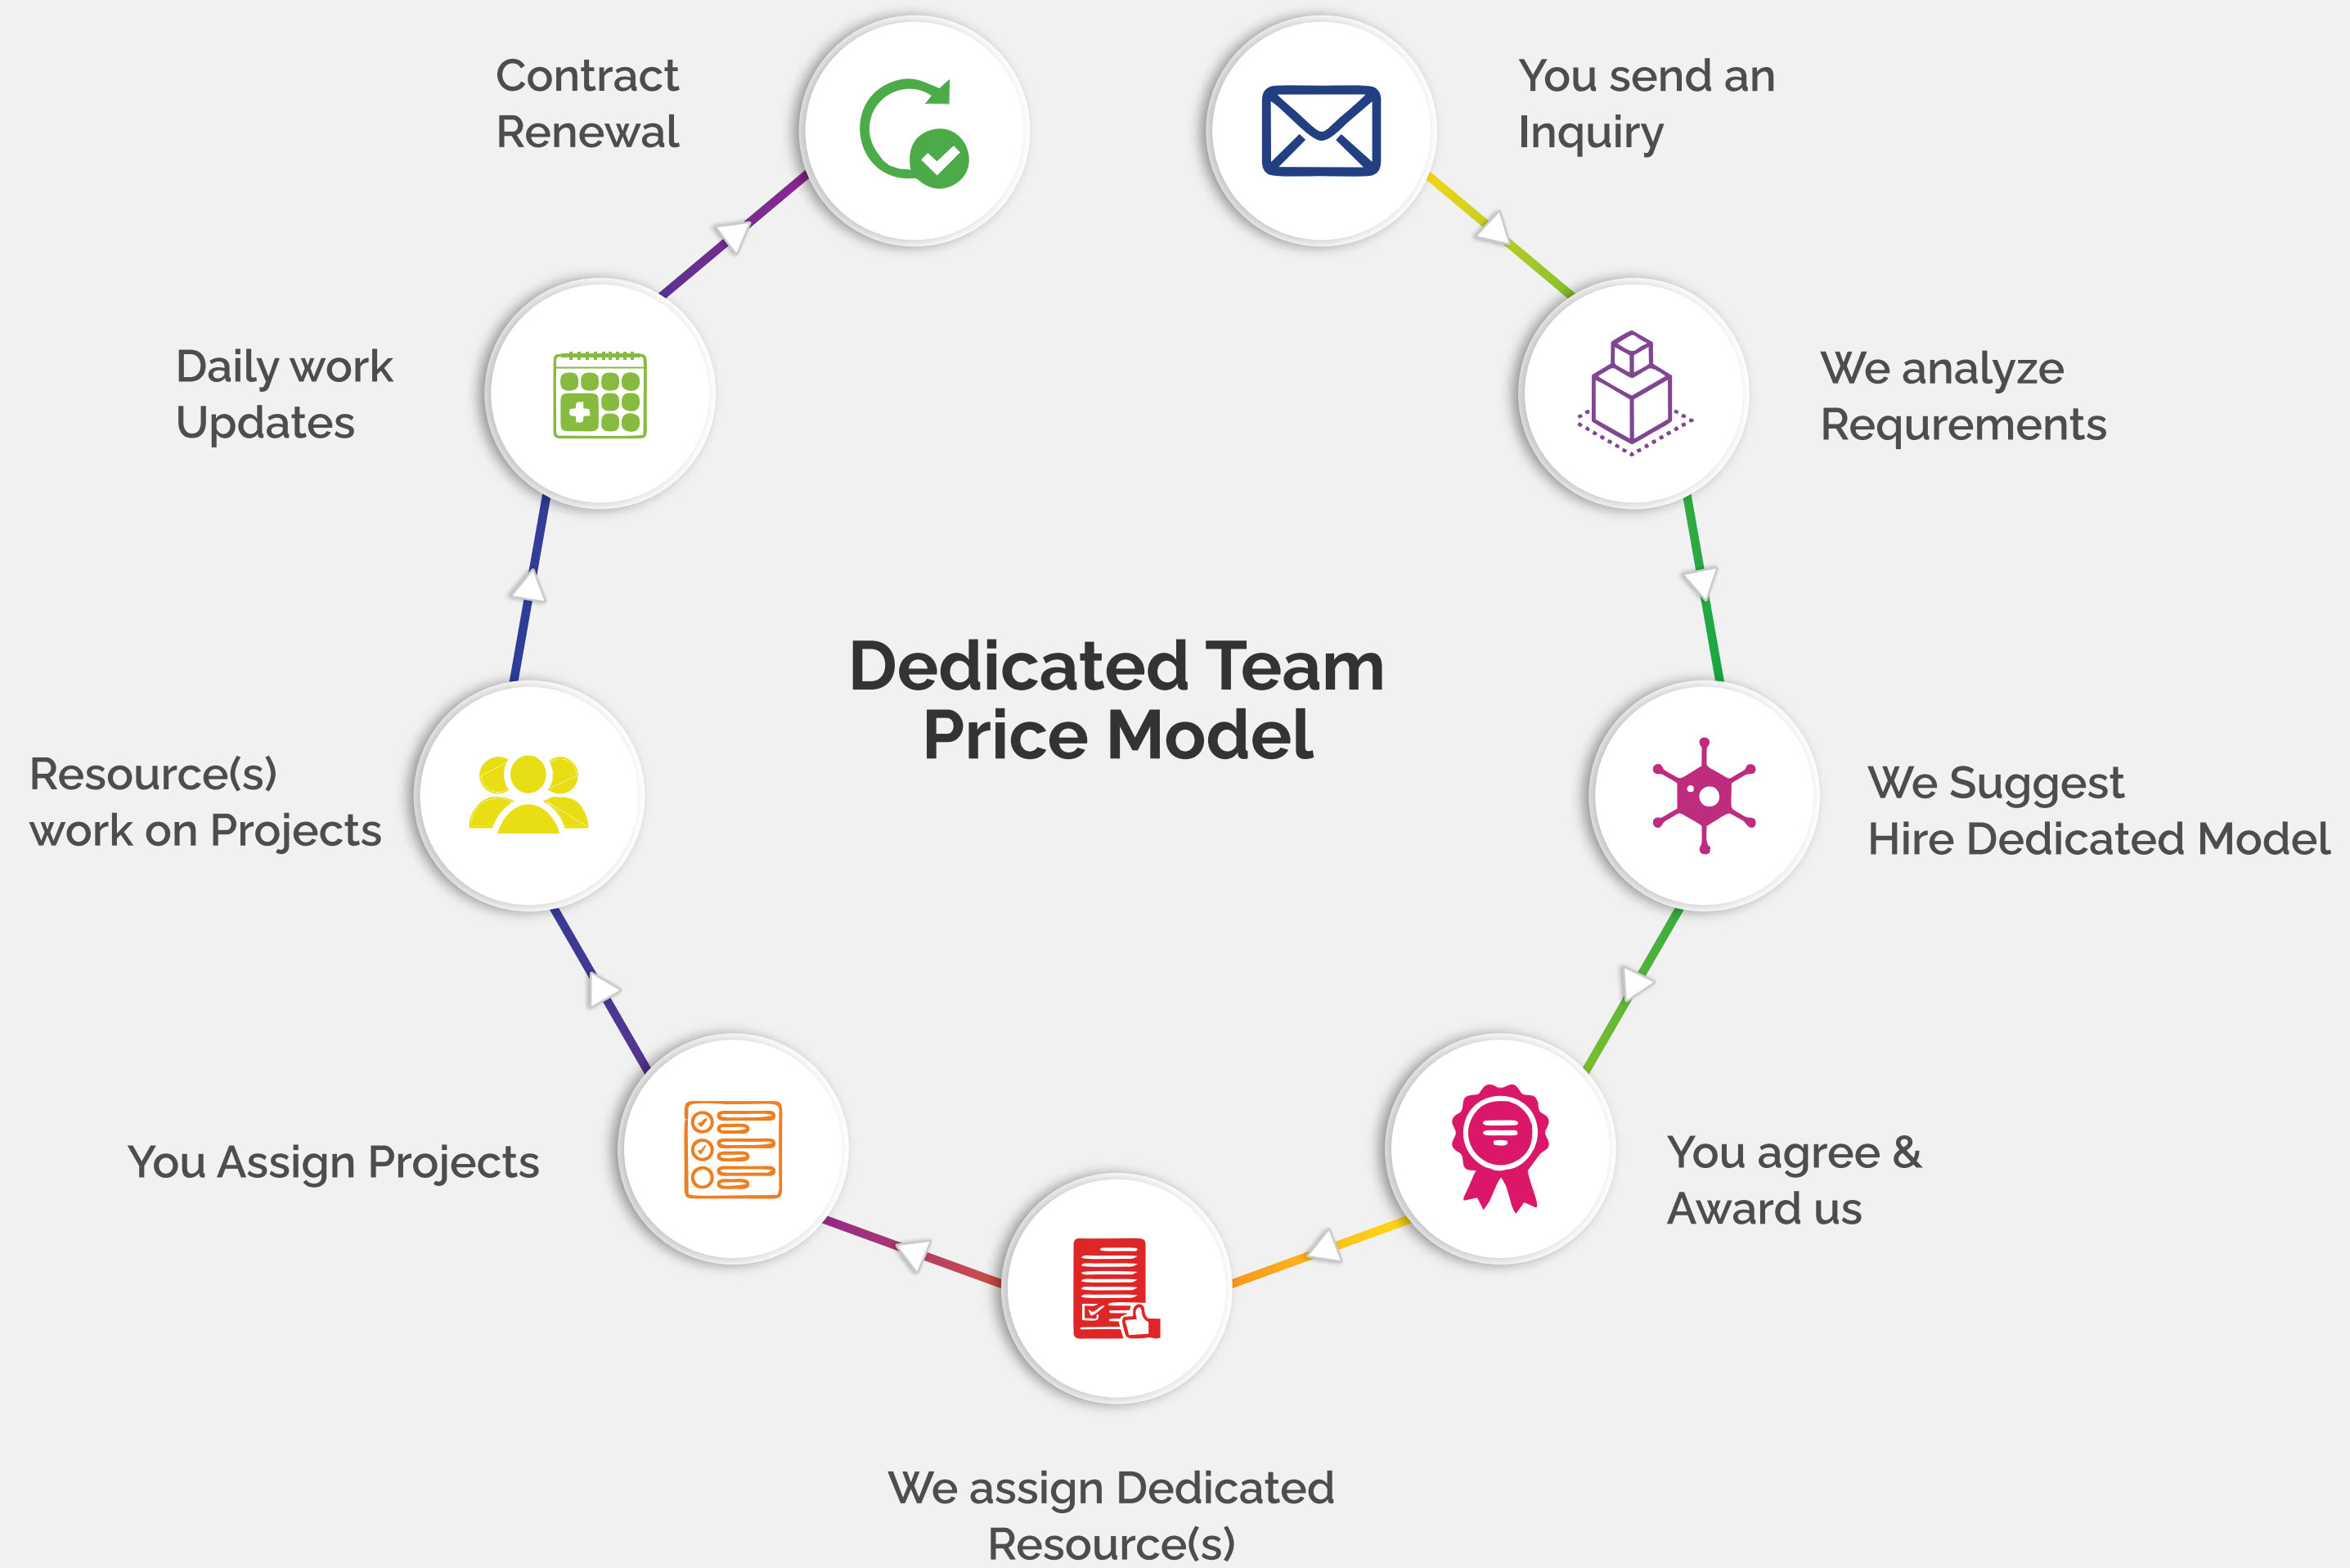 Contract
Renewal
You send an
Inquiry
Daily work
Updates
We analyze
Requrements
Dedicated Team
Price Model
Resource(s)
work on Projects
We Suggest
Hire Dedicated Model
You Assign Projects
You agree &
Award us
We assign Dedicated
Resource(s)